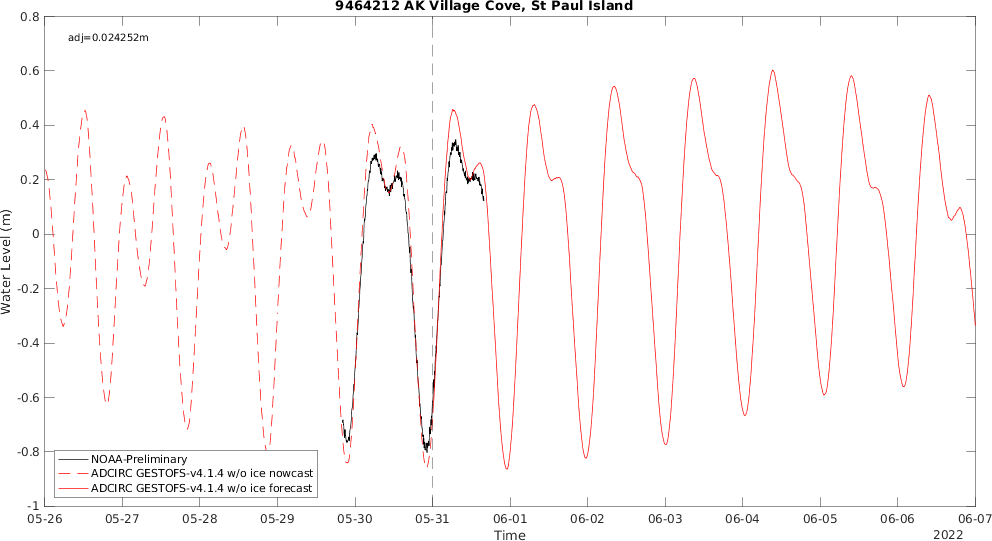 9464212 AK Village Cove, St Paul Island
adj=0.024252m
0.8
0.6
0.4
0.2
0
-0.2
-0.4
-0.6
-0.8
-1
Water Level (m)
NOAA-Preliminary
ADCIRC GESTOFS-v4.1.4 w/o ice nowcast
ADCIRC GESTOFS-v4.1.4 w/o ice forecast
05-26 05-27 05-28 05-29 05-30 05-31 06-01 06-02 06-03 06-04 06-05 06-06 06-07
Time
2022